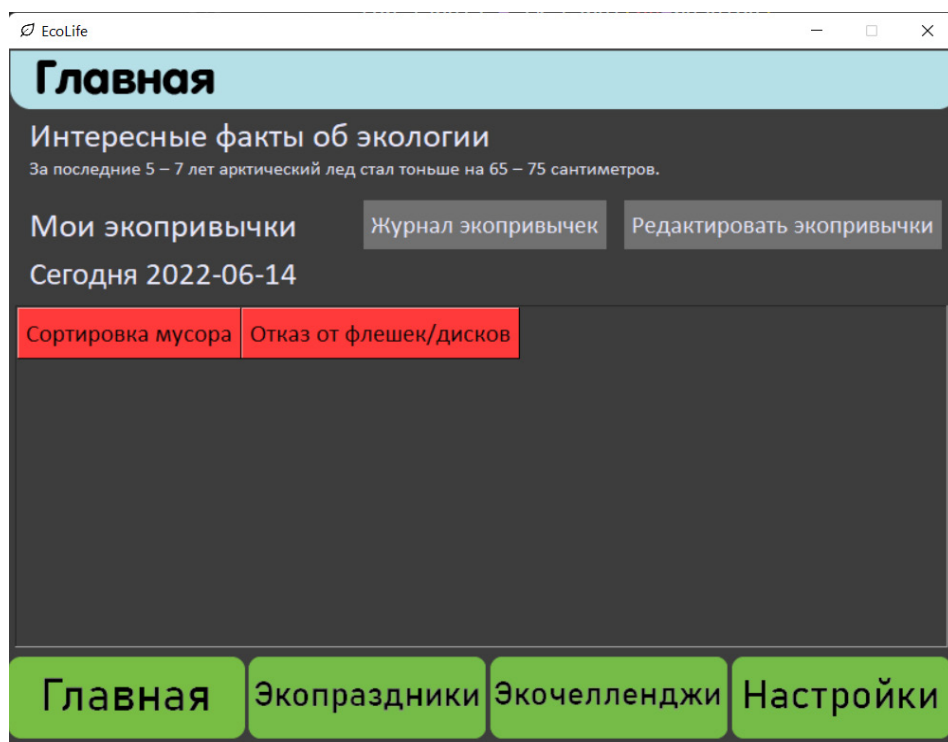 EcoLife
Главная
Интересные факты об экологии
За последние 5 – 7 лет арктический лед стал тоньше на 65 – 75 сантиметров.
Мои экопривычки Журнал экопривычек Редактировать экопривычки
Сегодня 2022-06-14
Сортировка мусора Отказ от флешек/дисков
Главная Экопраздники Экочелленджи Настройки